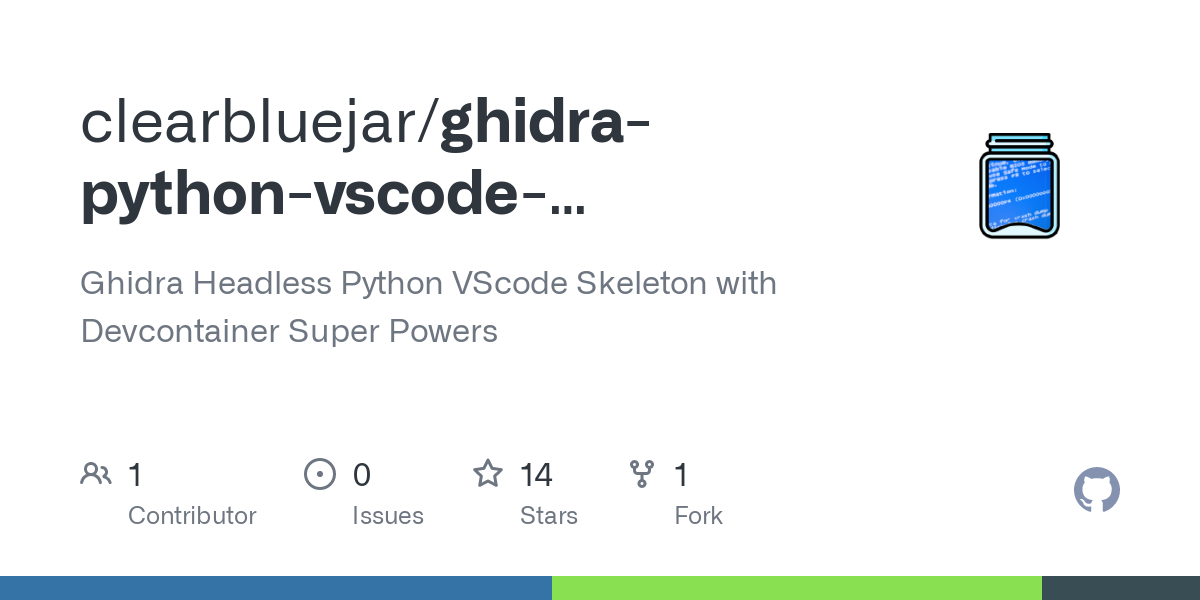 clearbluejar/ghidra-
python-vscode-...
Ghidra Headless Python VScode Skeleton with
Devcontainer Super Powers
1
Contributor
0
Issues
14
Stars
1
Fork